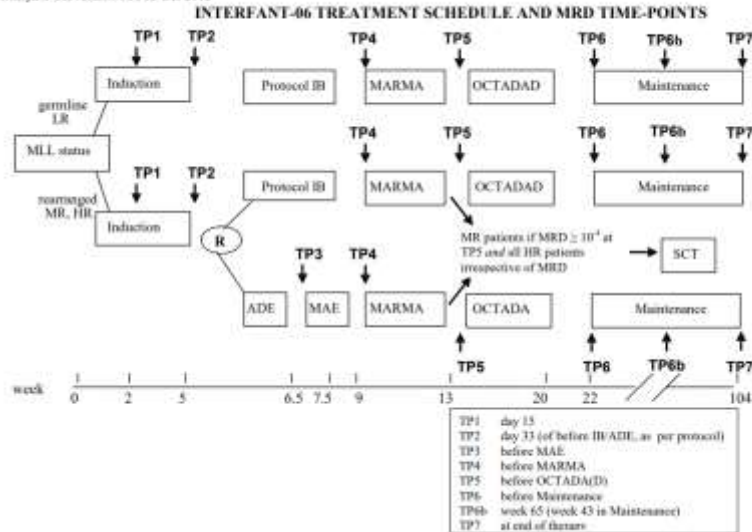 INTERFANT-06 TREATMENT SCHEDULE AND MRD TIME-POINTS
TP1 TP2 TP4 TP5 TP6 TP6b TP7
Induction Protocol IB MARMA OCTADAD Maintenance
germline
LR
MLL status
TP4 TP5 TP6 TP6b TP7
TP1 TP2
Protocol IB MARMA OCTADAD Maintenance
rearranged
MR, HR
Induction
R
MR patients if MRD ≥ 10⁻⁴ at
TP5 and all HR patients
irrespective of MRD
SCT
TP3 TP4
ADE MAE MARMA OCTADA Maintenance
TP5 TP6 TP6b TP7
week
0 2 5 6.5 7.5 9 13 20 22 104
TP1 day 15
TP2 day 33 (of before IB/ADE, as per protocol)
TP3 before MAE
TP4 before MARMA
TP5 before OCTADA(D)
TP6 before Maintenance
TP6b week 65 (week 43 in Maintenance)
TP7 at end of therapy